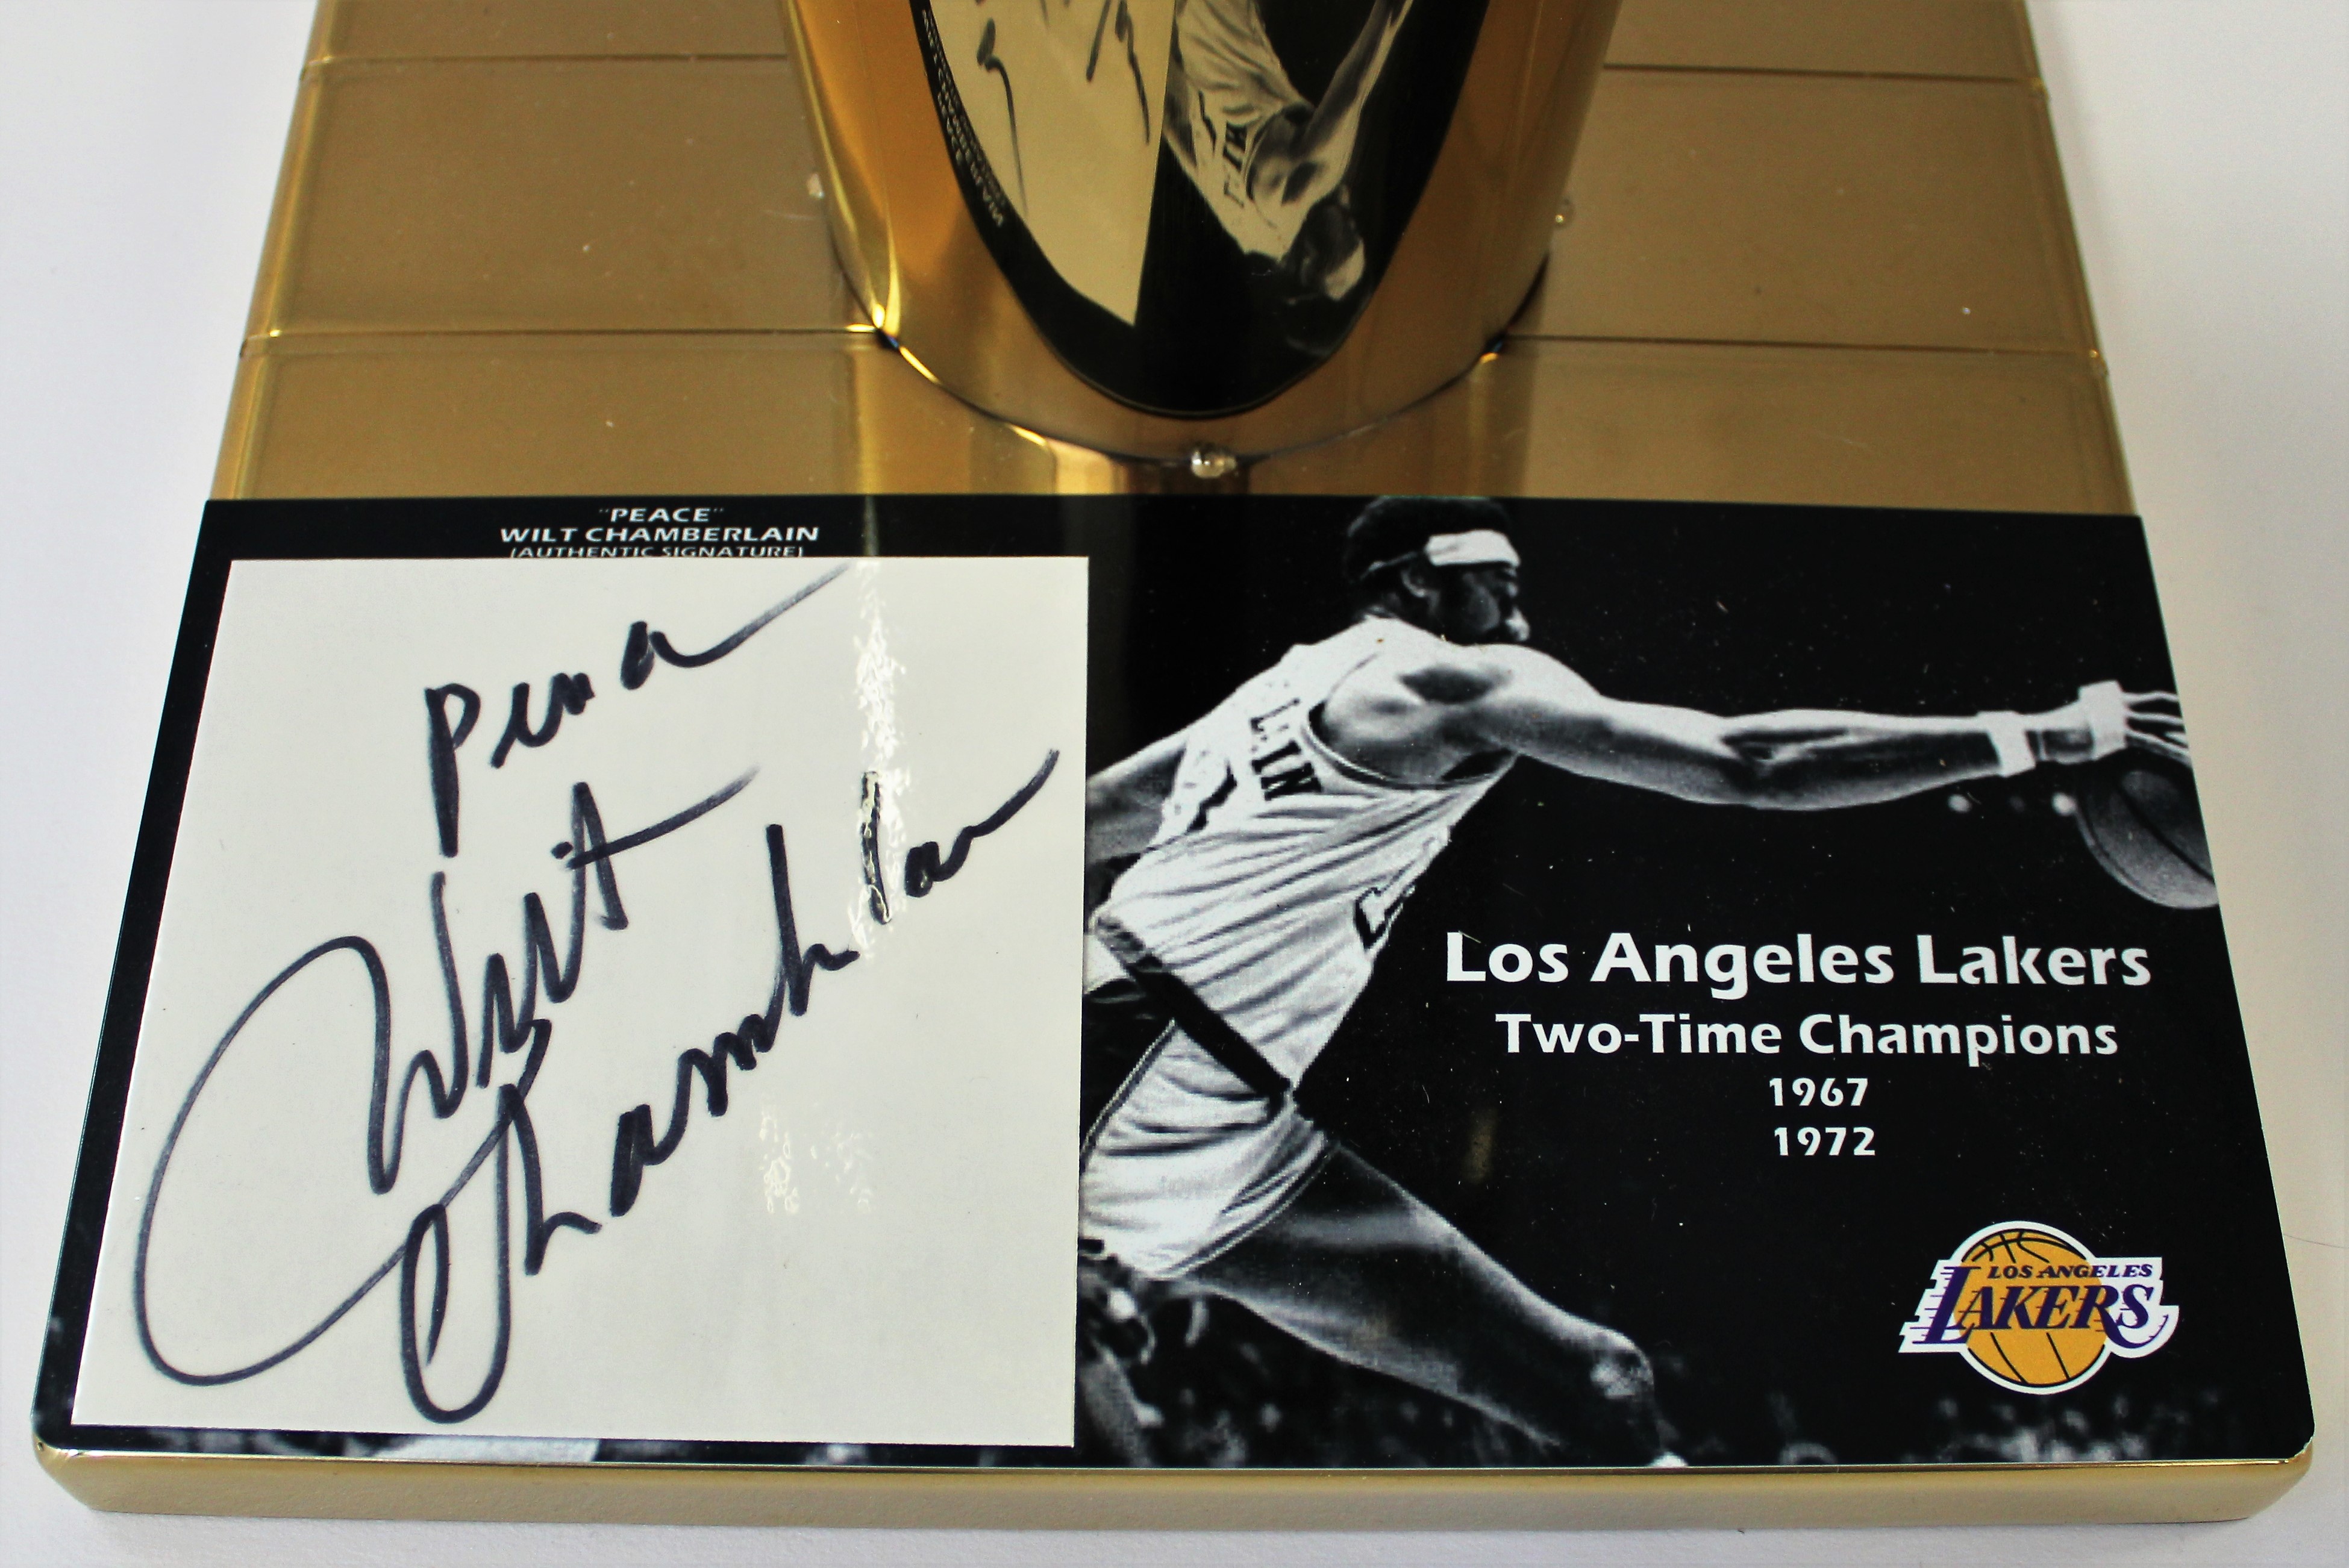 "PEACE"
WILT CHAMBERLAIN
(AUTHENTIC SIGNATURE)
Peace
Wilt
Chamberlain
LAIN
Los Angeles Lakers
Two-Time Champions
1967
1972
LOS ANGELES
LAKERS